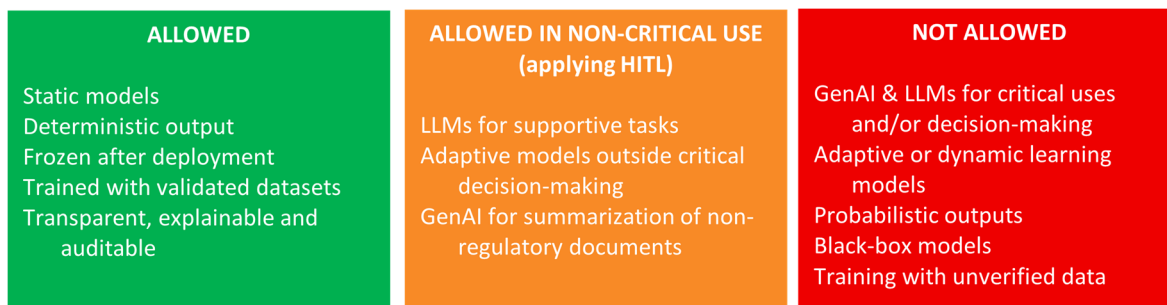 ALLOWED
Static models
Deterministic output
Frozen after deployment
Trained with validated datasets
Transparent, explainable and
auditable
ALLOWED IN NON-CRITICAL USE
(applying HITL)
LLMs for supportive tasks
Adaptive models outside critical
decision-making
GenAI for summarization of non-
regulatory documents
NOT ALLOWED
GenAI & LLMs for critical uses
and/or decision-making
Adaptive or dynamic learning
models
Probabilistic outputs
Black-box models
Training with unverified data